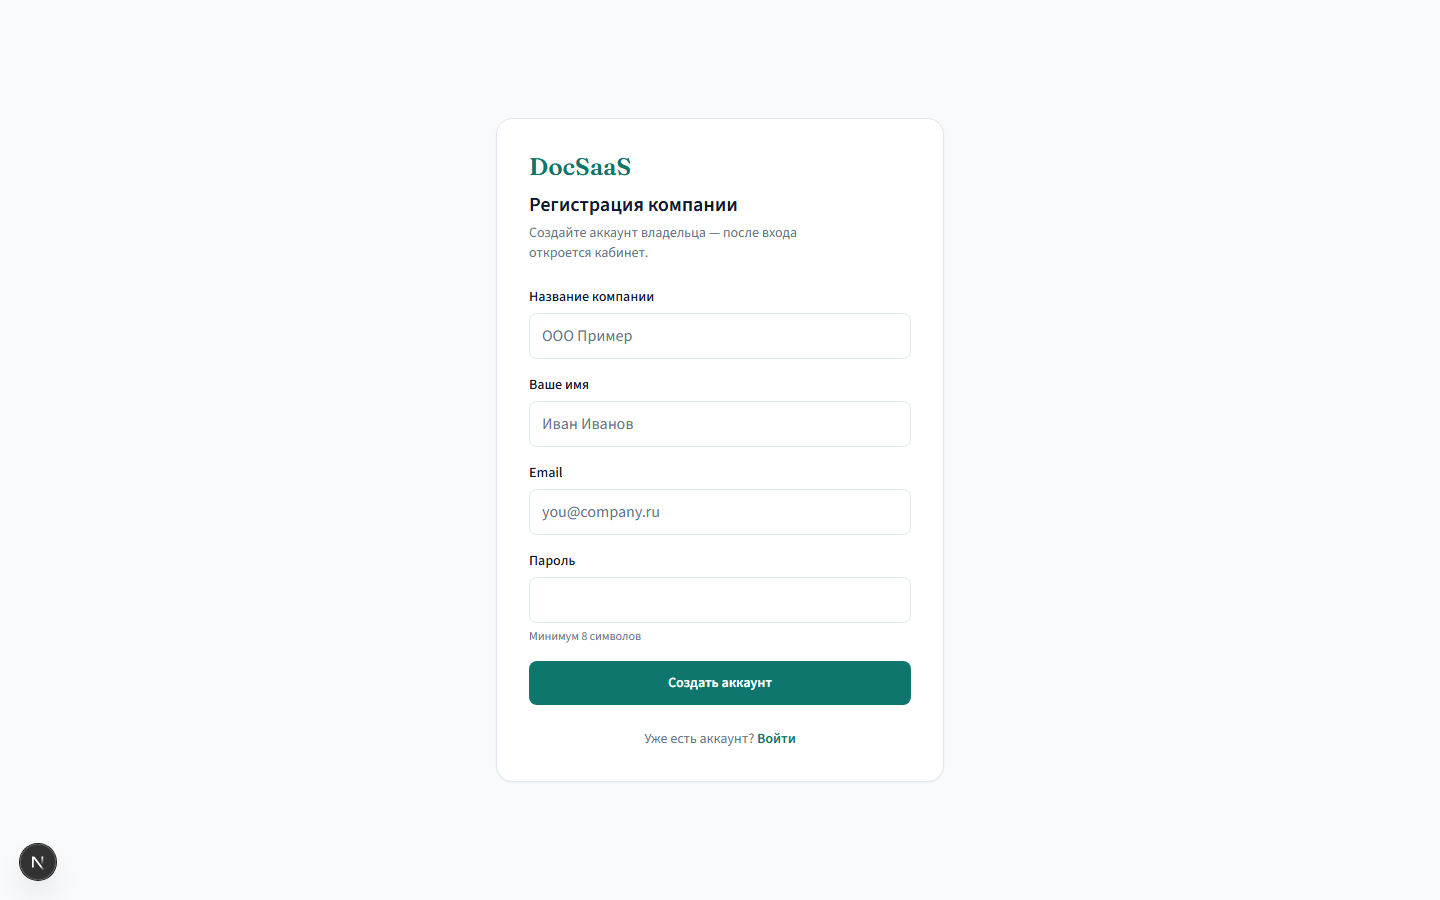 DocSaaS
Регистрация компании
Создайте аккаунт владельца — после входа
откроется кабинет.
Название компании
ООО Пример
Ваше имя
Иван Иванов
Email
you@company.ru
Пароль
Минимум 8 символов
Создать аккаунт
Уже есть аккаунт? Войти
N